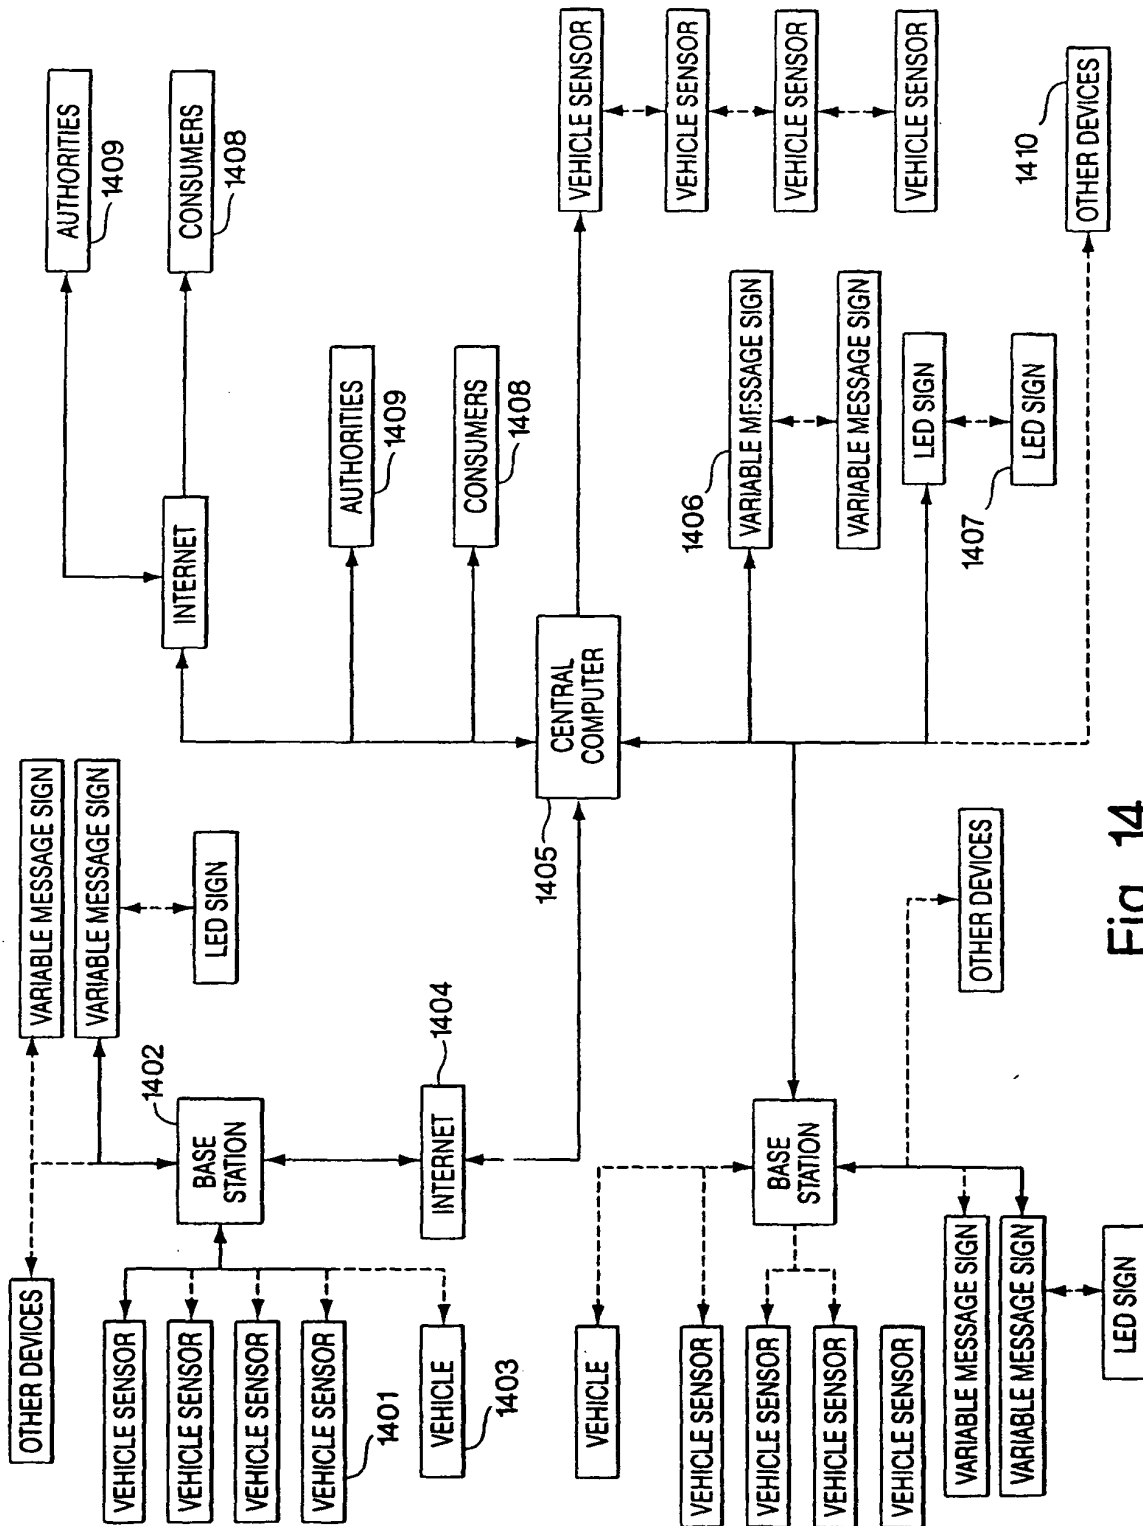 OTHER DEVICES
VARIABLE MESSAGE SIGN
AUTHORITIES
VARIABLE MESSAGE SIGN
1409
VEHICLE SENSOR
1402
VEHICLE SENSOR
INTERNET
CONSUMERS
BASE
STATION
LED SIGN
1408
VEHICLE SENSOR
VEHICLE SENSOR
1401
AUTHORITIES
1409
VEHICLE
INTERNET
1404
CONSUMERS
1403
1408
1405
CENTRAL
COMPUTER
VEHICLE SENSOR
VEHICLE
VEHICLE SENSOR
1406
VEHICLE SENSOR
VARIABLE MESSAGE SIGN
VEHICLE SENSOR
BASE
STATION
VEHICLE SENSOR
VEHICLE SENSOR
VARIABLE MESSAGE SIGN
VEHICLE SENSOR
LED SIGN
VEHICLE SENSOR
VARIABLE MESSAGE SIGN
1407
OTHER DEVICES
VARIABLE MESSAGE SIGN
LED SIGN
1410
OTHER DEVICES
LED SIGN
Fig. 14